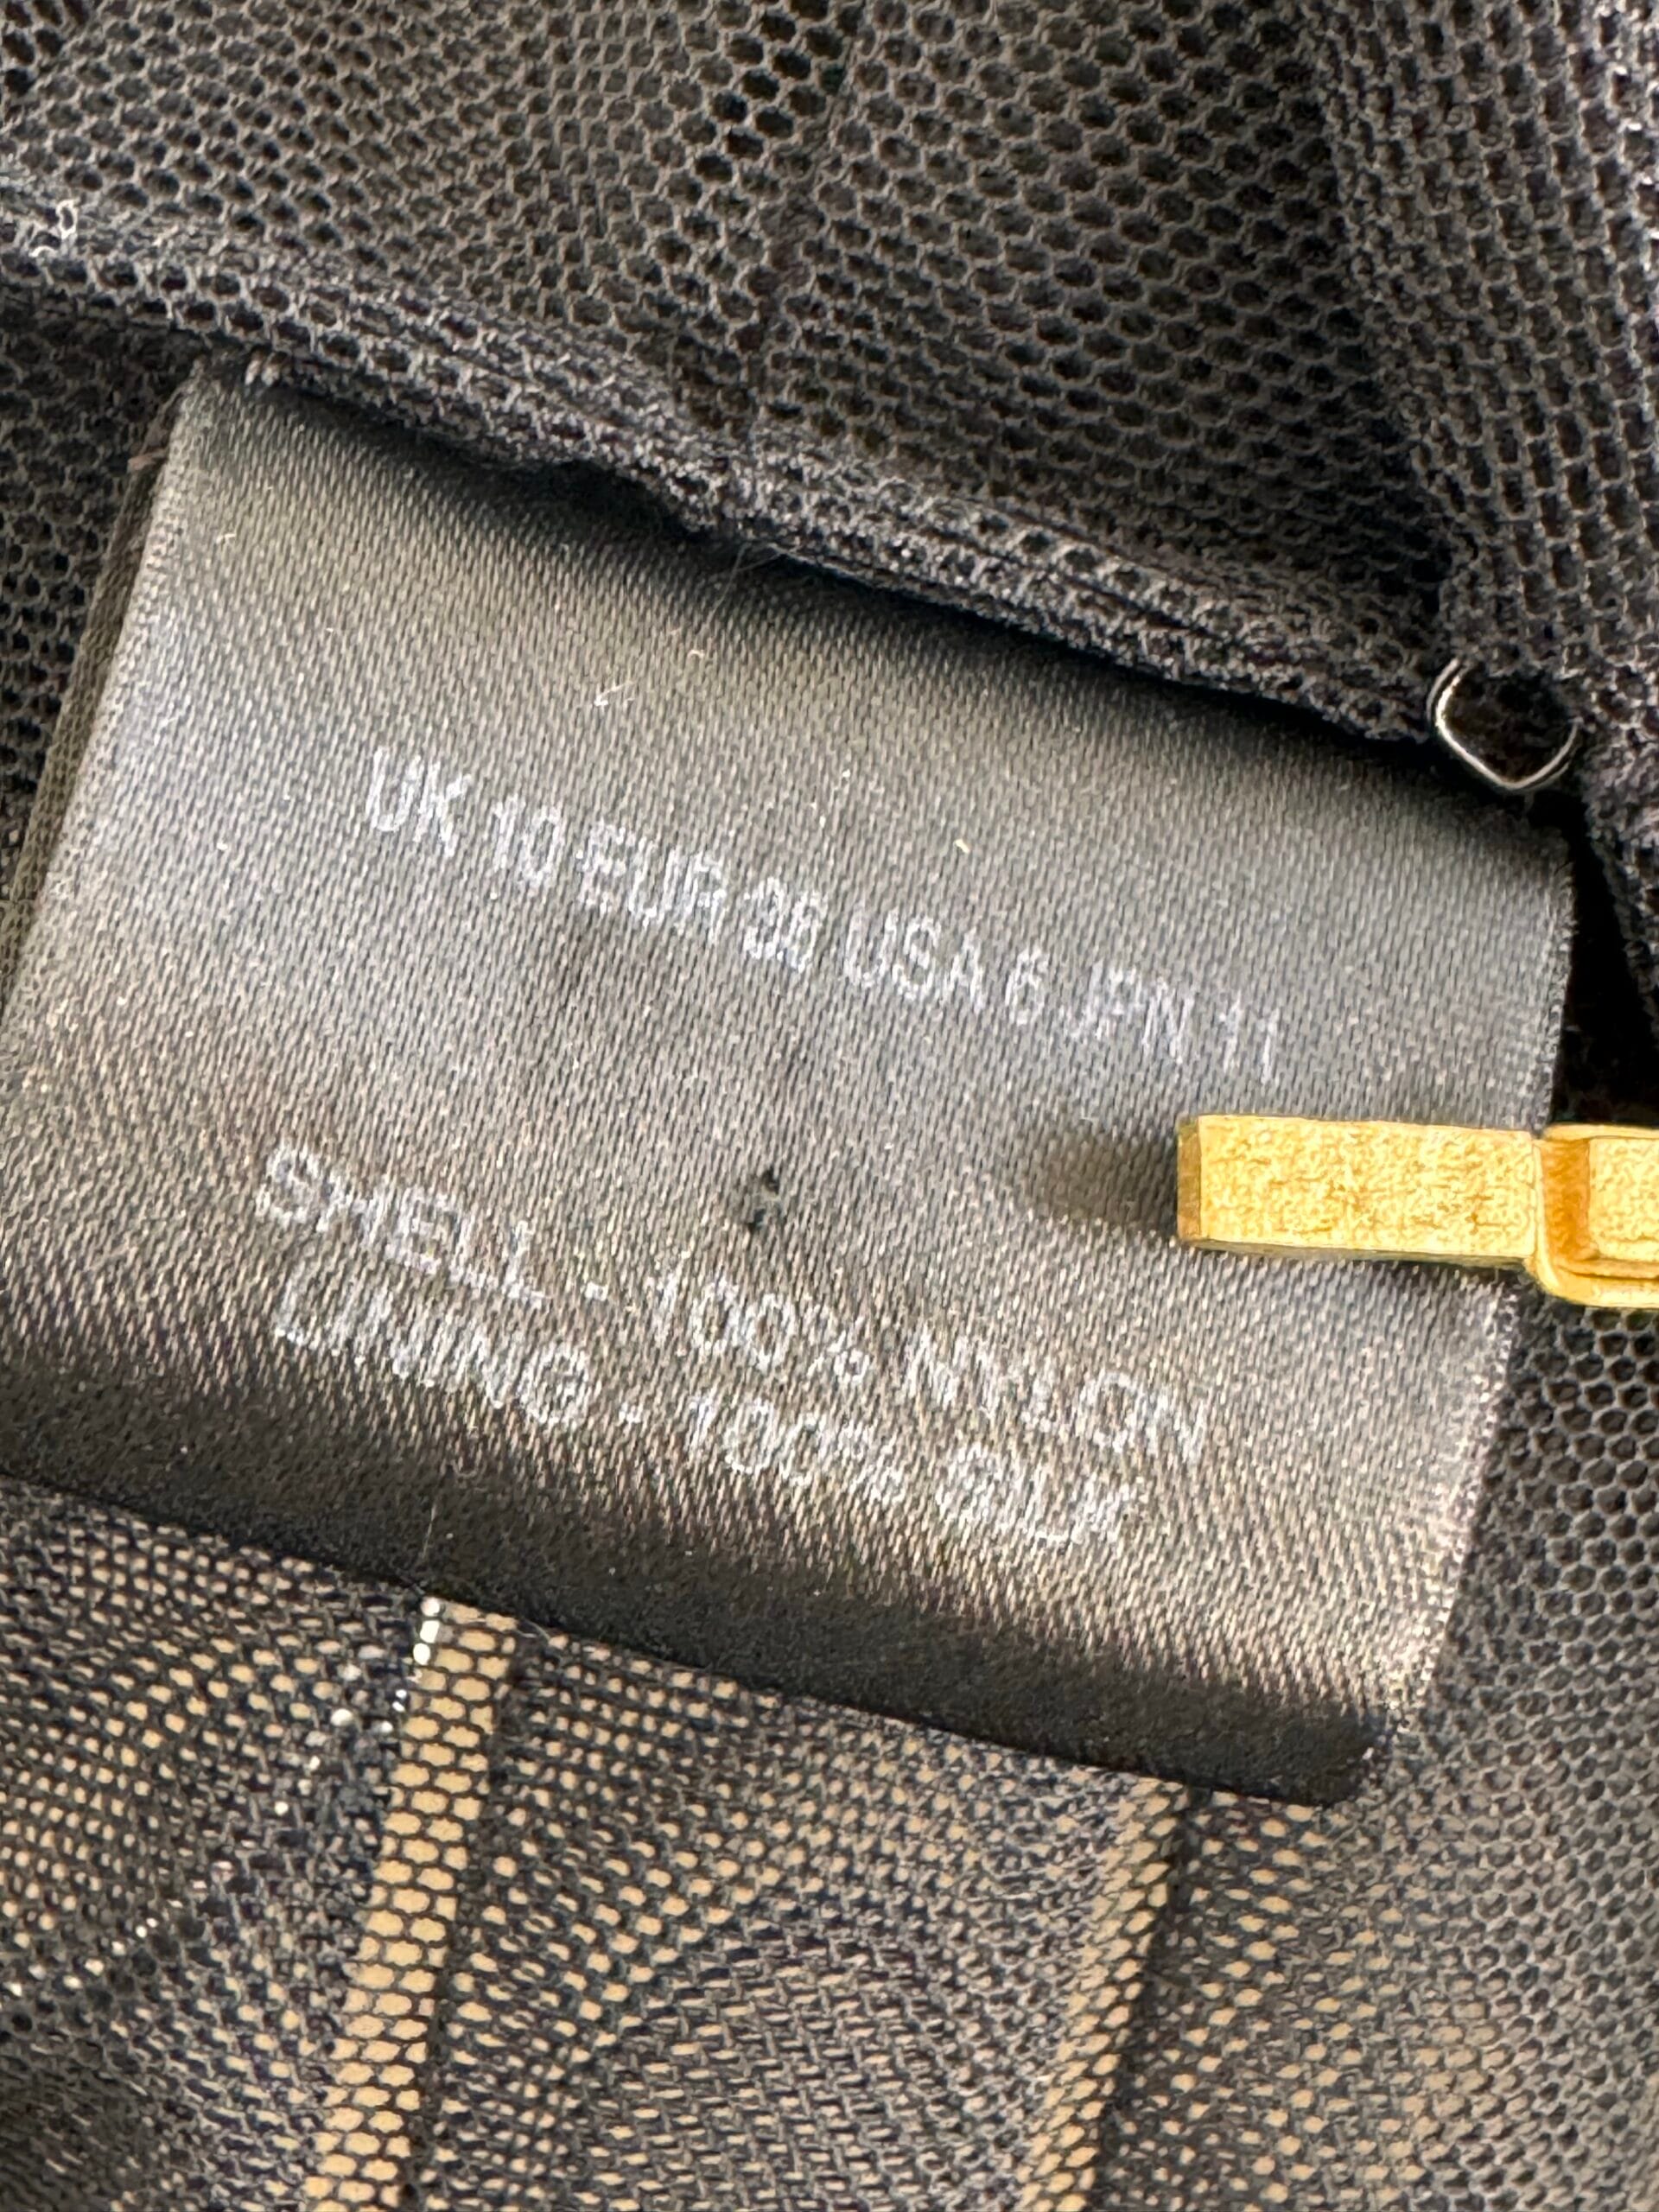 UK 10 EUR 38 USA 6 JPN 11
SHELL - 100% NYLON
LINING - 100% SILK